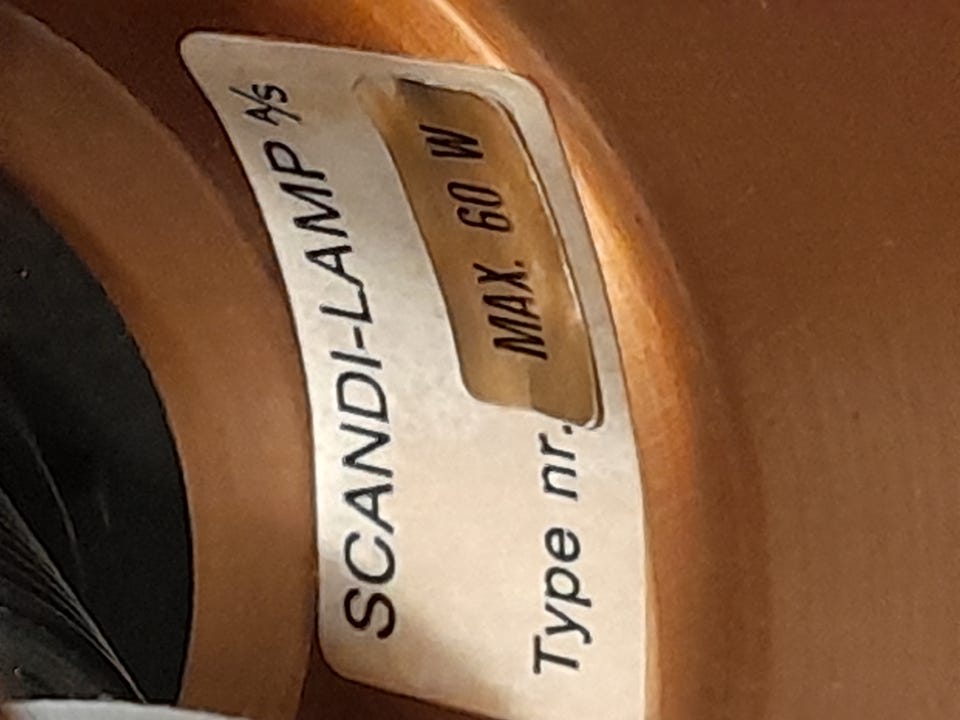 SCANDI-LAMP A/S
MAX. 60 W
Type nr.